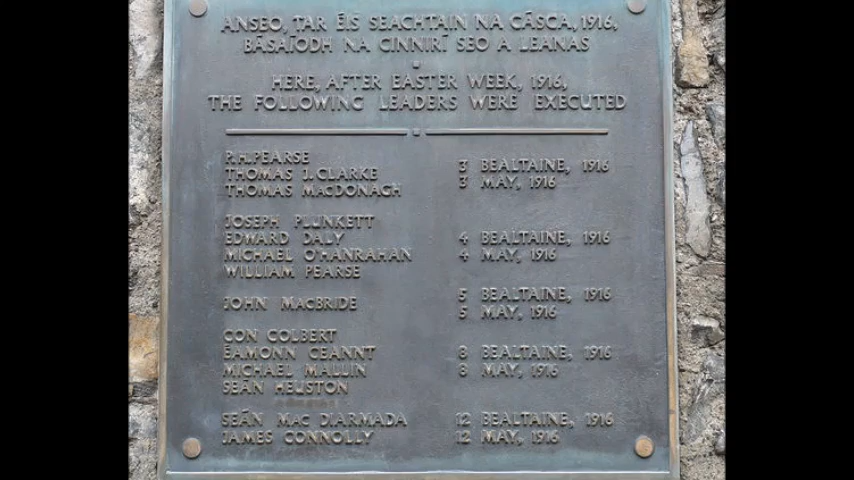 ANSEO, TAR ÉIS SEACHTAIN NA CÁSCA, 1916,
BÁSAÍODH NA CINNIRÍ SEO A LEANAS
HERE, AFTER EASTER WEEK, 1916,
THE FOLLOWING LEADERS WERE EXECUTED
P.H. PEARSE
THOMAS J. CLARKE
THOMAS MACDONAGH
3 BEALTAINE, 1916
3 MAY, 1916
JOSEPH PLUNKETT
EDWARD DALY
MICHAEL O'HANRAHAN
WILLIAM PEARSE
4 BEALTAINE, 1916
4 MAY, 1916
JOHN MACBRIDE
5 BEALTAINE, 1916
5 MAY, 1916
CON COLBERT
ÉAMONN CEANNT
MICHAEL MALLIN
SEÁN HEUSTON
8 BEALTAINE, 1916
8 MAY, 1916
SEÁN MAC DIARMADA
JAMES CONNOLLY
12 BEALTAINE, 1916
12 MAY, 1916